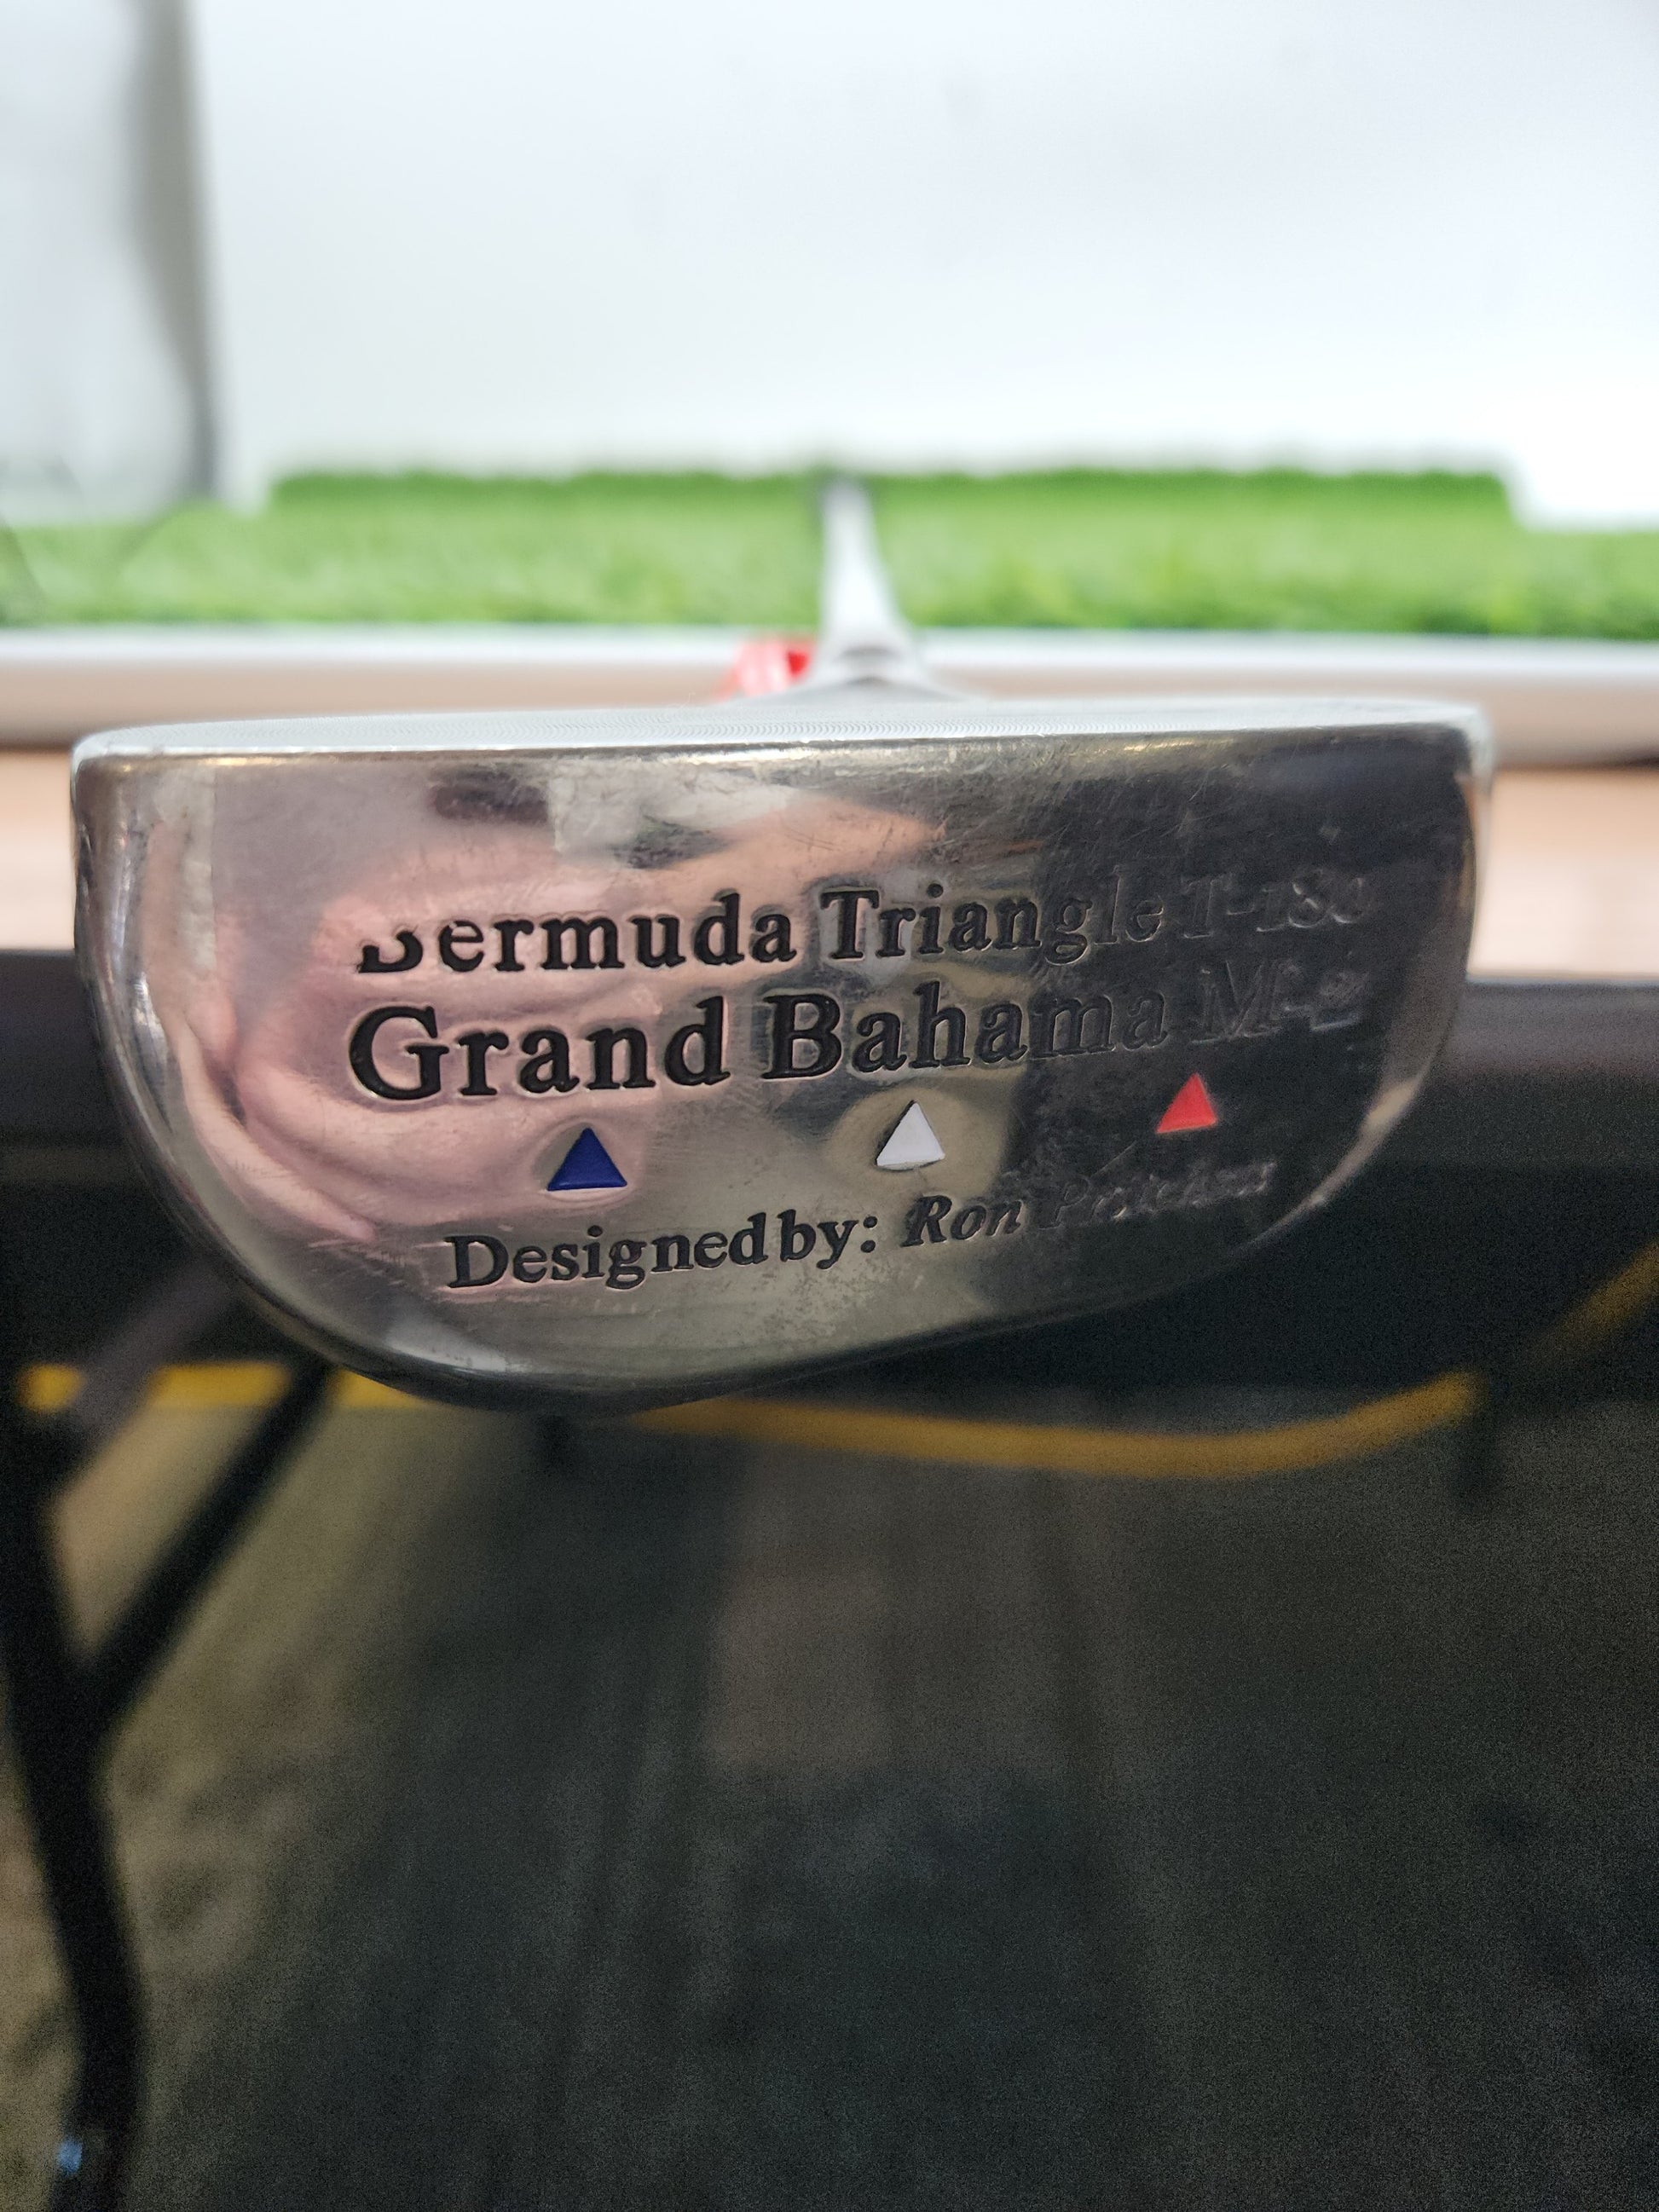 Bermuda Triangle
Grand Bahama
Designed by: Ron